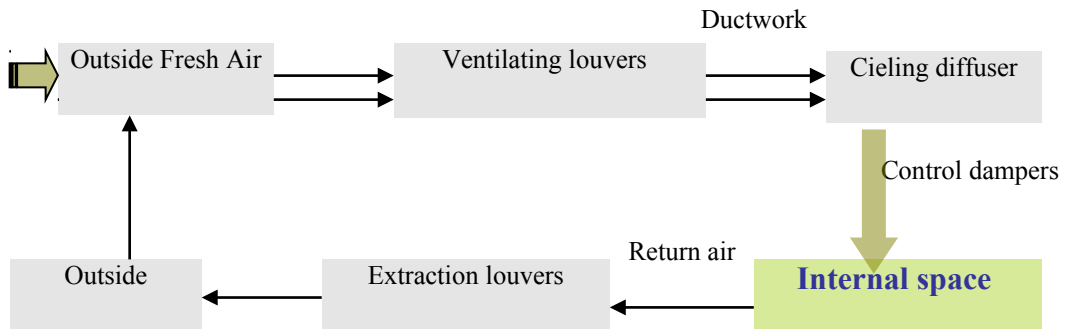 Ductwork
Outside Fresh Air
Ventilating louvers
Cieling diffuser
Control dampers
Return air
Outside
Extraction louvers
Internal space